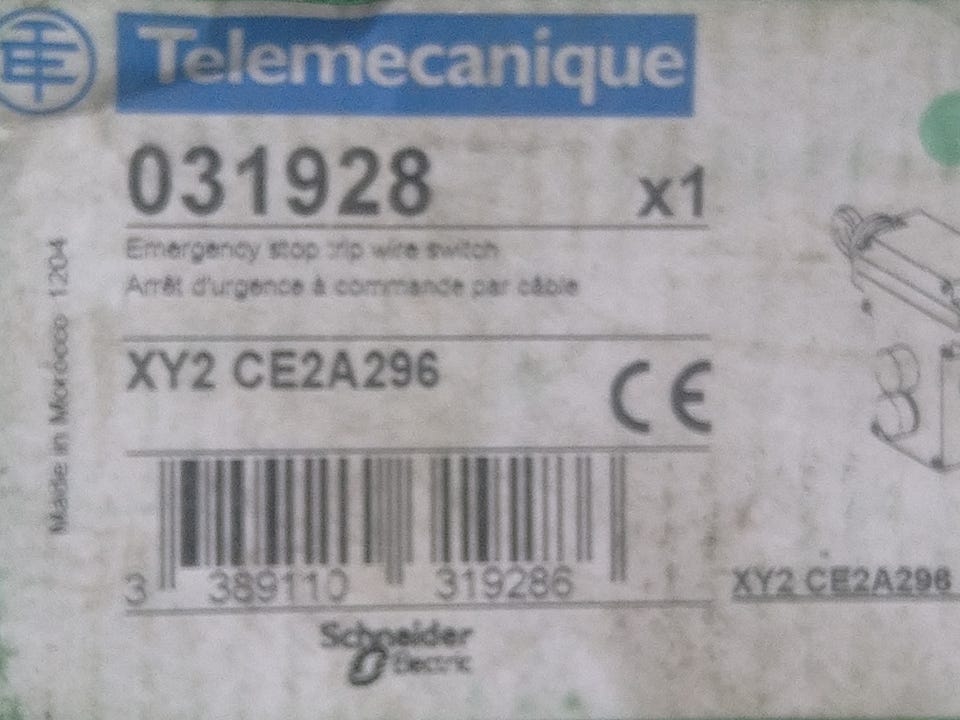 Telemecanique
031928 x1
Emergency stop trip wire switch
Arrêt d'urgence à commande par câble
XY2 CE2A296
CE
3 389110 319286
Schneider
Electric
Made in Morocco 1204
XY2 CE2A296